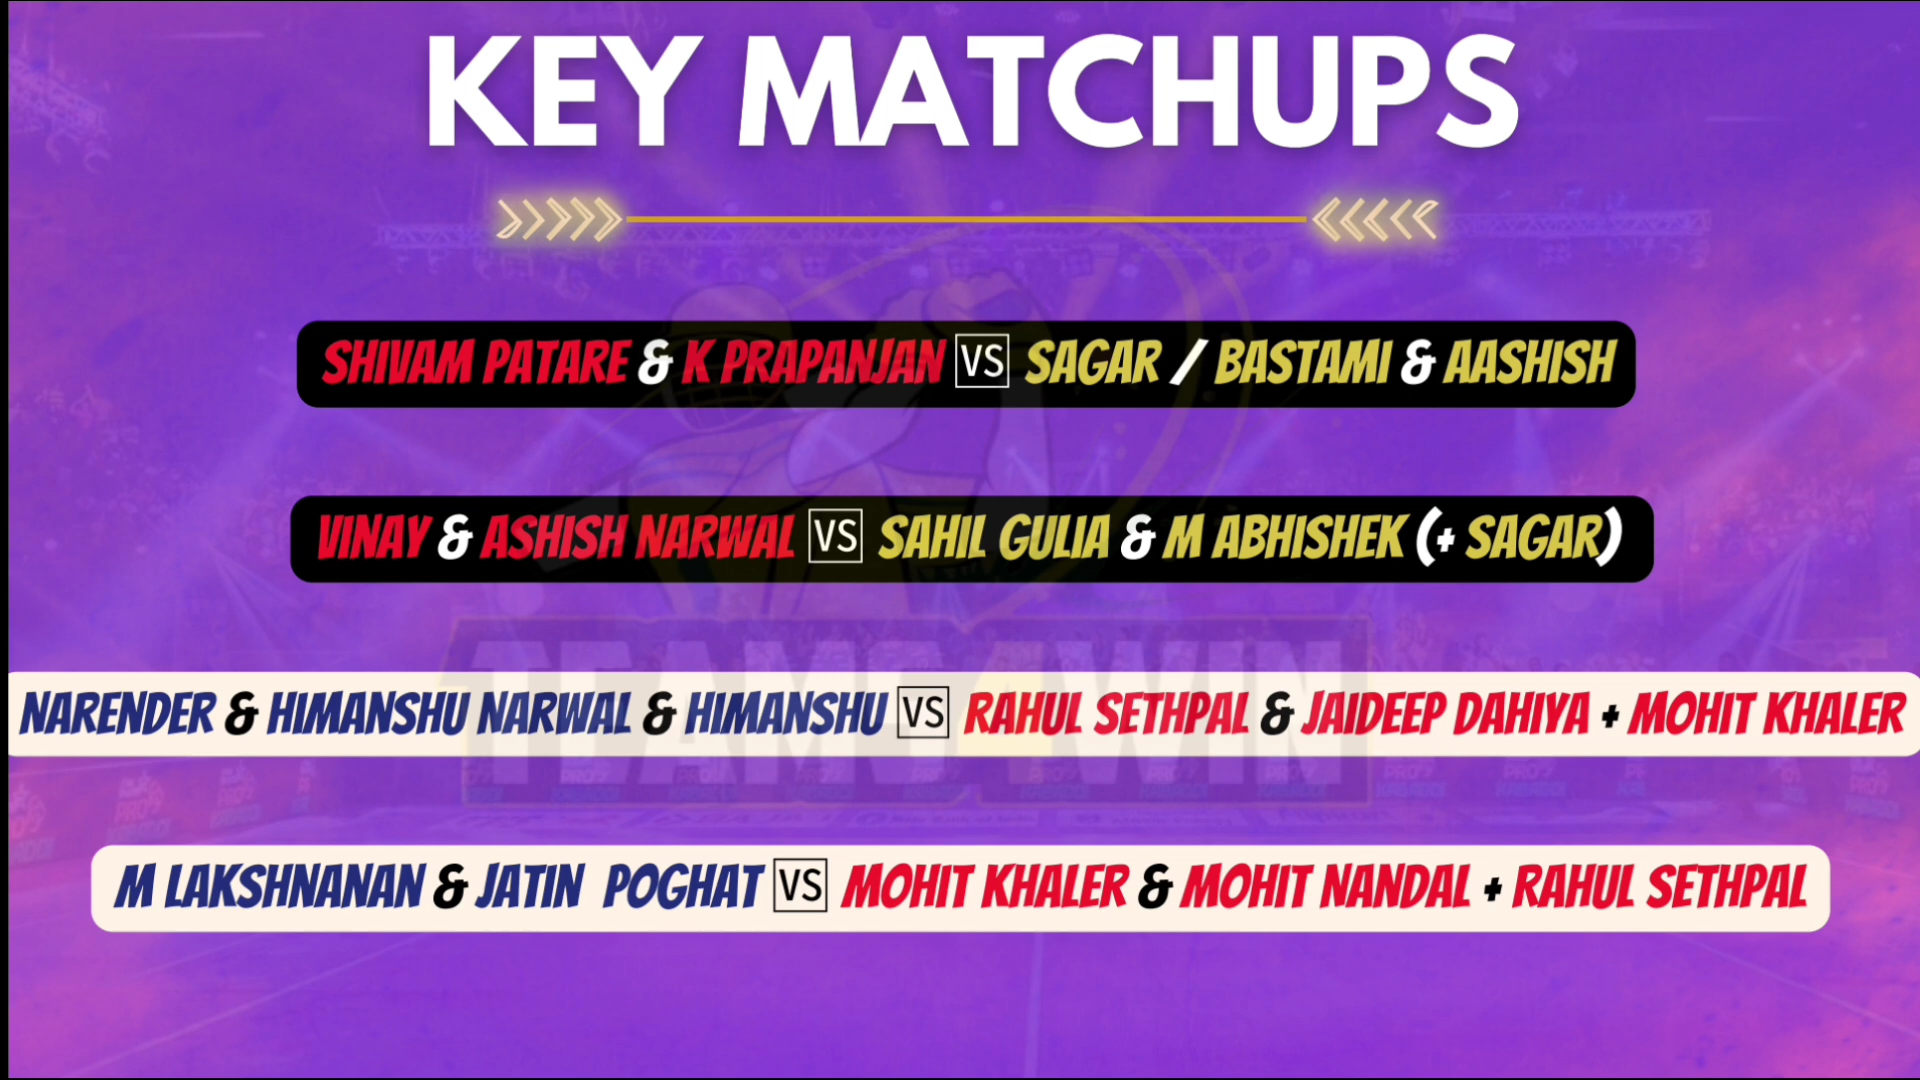 KEY MATCHUPS
SHIVAM PATARE & K PRAPANJAN VS SAGAR / BASTAMI & AASHISH
VINAY & ASHISH NARWAL VS SAHIL GULIA & M ABHISHEK (+ SAGAR)
NARENDER & HIMANSHU NARWAL & HIMANSHU VS RAHUL SETHPAL & JAIDEEP DAHIYA + MOHIT KHALER
M LAKSHNANAN & JATIN POGHAT VS MOHIT KHALER & MOHIT NANDAL + RAHUL SETHPAL
TEAMS4WIN